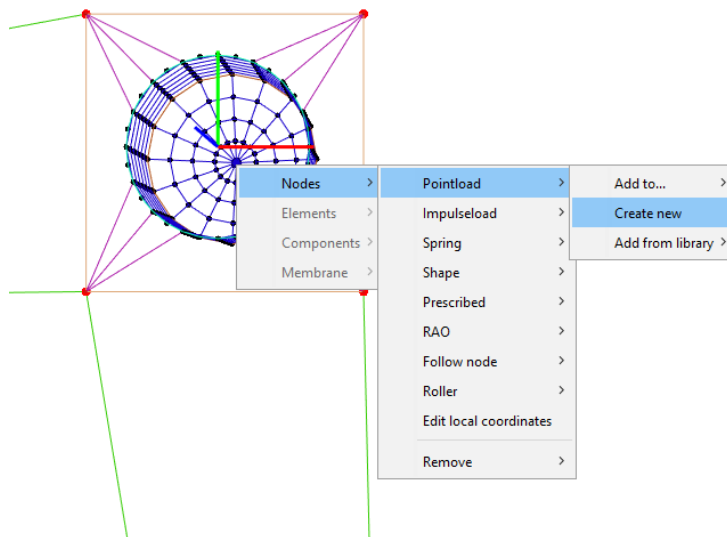 Nodes
Elements
Components
Membrane
Pointload
Impulseload
Spring
Shape
Prescribed
RAO
Follow node
Roller
Edit local coordinates
Remove
Add to...
Create new
Add from library